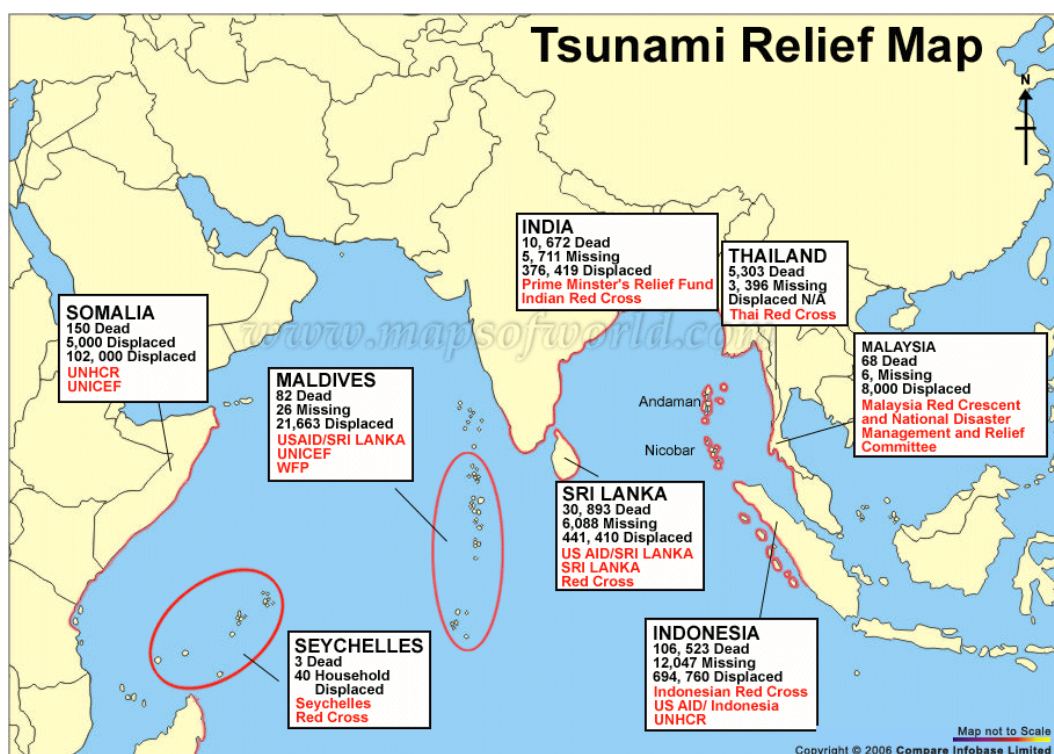 Tsunami Relief Map
N
INDIA
10, 672 Dead
5, 711 Missing
376, 419 Displaced
Prime Minster's Relief Fund
Indian Red Cross
THAILAND
5,303 Dead
3, 396 Missing
Displaced N/A
Thai Red Cross
SOMALIA
150 Dead
5,000 Displaced
102, 000 Displaced
UNHCR
UNICEF
www.mapsofworld.com
MALAYSIA
68 Dead
6, Missing
8,000 Displaced
Malaysia Red Crescent
and National Disaster
Management and Relief
Committee
MALDIVES
82 Dead
26 Missing
21,663 Displaced
USAID/SRI LANKA
UNICEF
WFP
Andaman
Nicobar
SRI LANKA
30, 893 Dead
6,088 Missing
441, 410 Displaced
US AID/SRI LANKA
SRI LANKA
Red Cross
SEYCHELLES
3 Dead
40 Household
Displaced
Seychelles
Red Cross
INDONESIA
106, 523 Dead
12,047 Missing
694, 760 Displaced
Indonesian Red Cross
US AID/ Indonesia
UNHCR
Map not to Scale
Copyright © 2006 Compare Infobase Limited